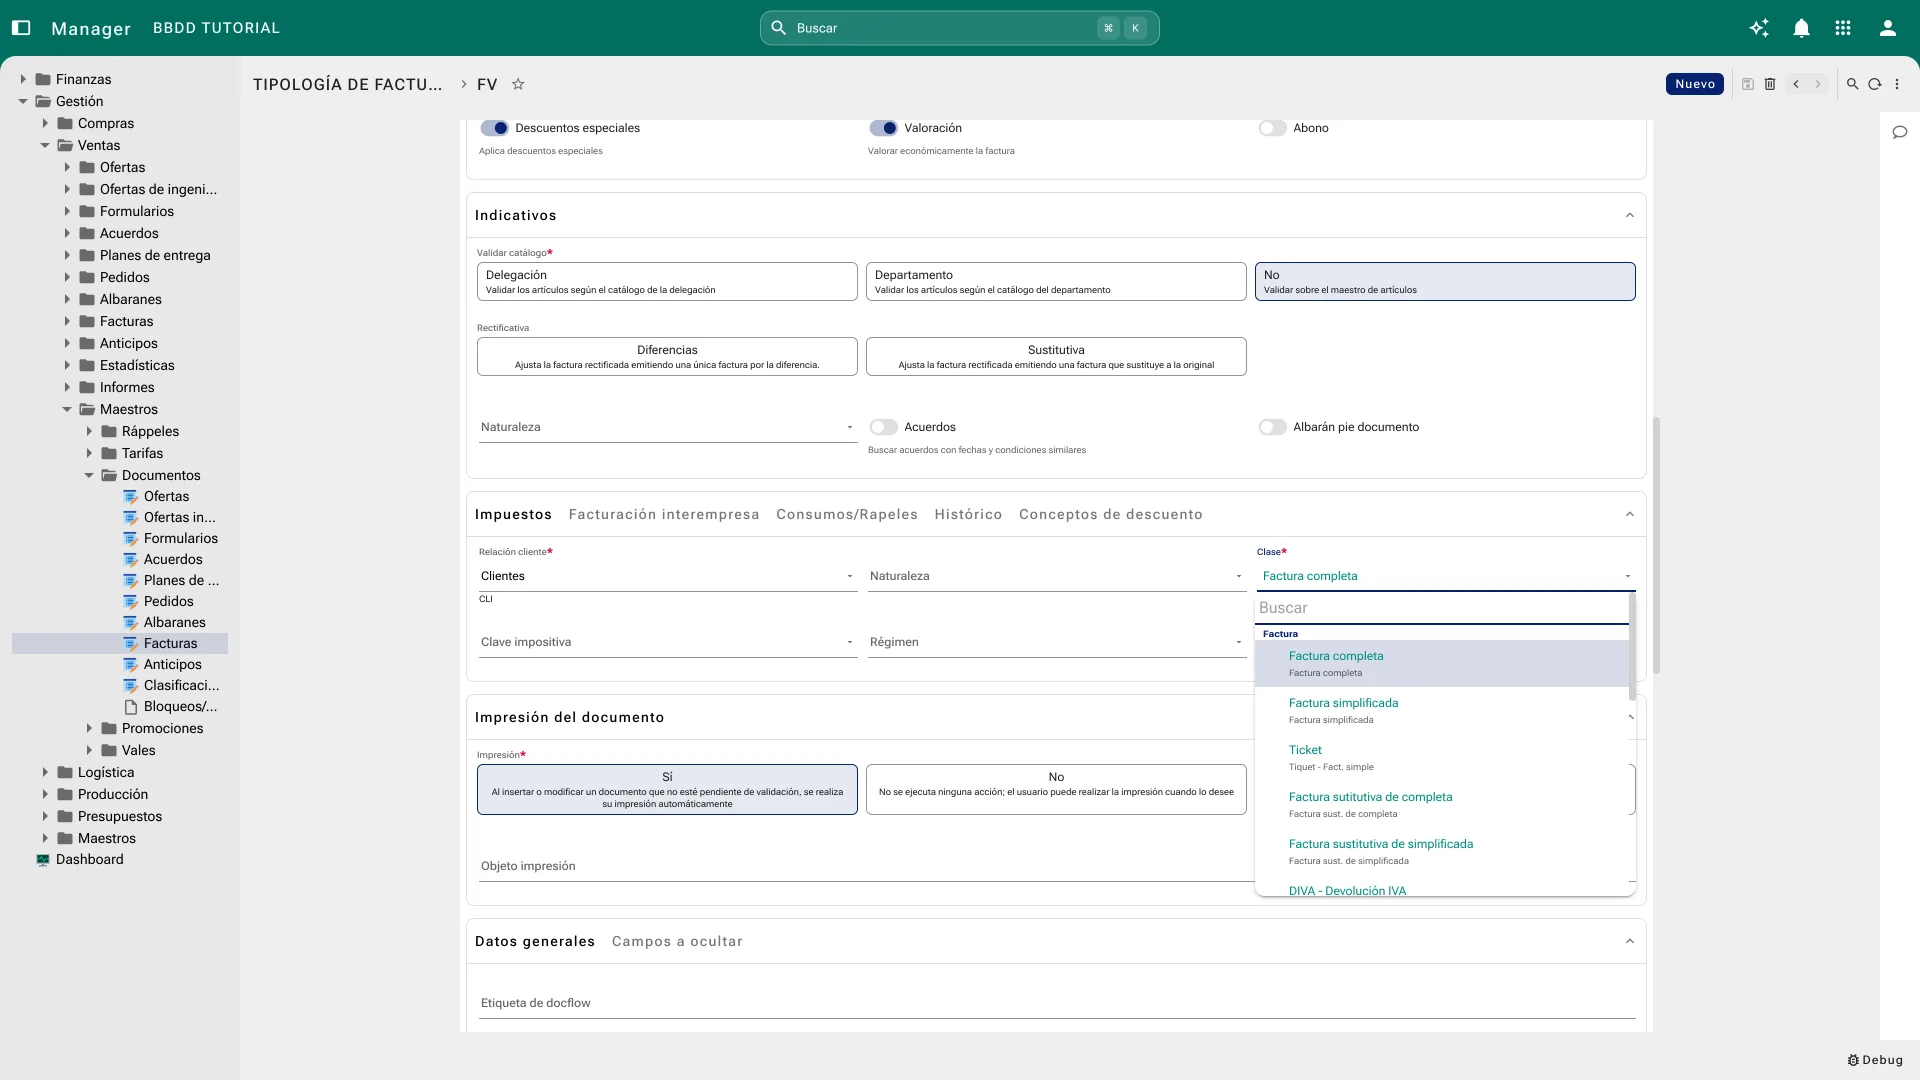 Manager
BBDD TUTORIAL
Buscar
⌘
K
Finanzas
Gestión
Compras
Ventas
Ofertas
Ofertas de ingeni...
Formularios
Acuerdos
Planes de entrega
Pedidos
Albaranes
Facturas
Anticipos
Estadísticas
Informes
Maestros
Ráppeles
Tarifas
Documentos
Ofertas
Ofertas in...
Formularios
Acuerdos
Planes de ...
Pedidos
Albaranes
Facturas
Anticipos
Clasificaci...
Bloqueos/...
Promociones
Vales
Logística
Producción
Presupuestos
Maestros
Dashboard
TIPOLOGÍA DE FACTU...
FV
Nuevo
Descuentos especiales
Aplica descuentos especiales
Valoración
Valorar económicamente la factura
Abono
Indicativos
Validar catálogo*
Delegación
Validar los artículos según el catálogo de la delegación
Departamento
Validar los artículos según el catálogo del departamento
No
Validar sobre el maestro de artículos
Rectificativa
Diferencias
Ajusta la factura rectificada emitiendo una única factura por la diferencia.
Sustitutiva
Ajusta la factura rectificada emitiendo una factura que sustituye a la original
Naturaleza
Acuerdos
Buscar acuerdos con fechas y condiciones similares
Albarán pie documento
Impuestos
Facturación interempresa
Consumos/Rapeles
Histórico
Conceptos de descuento
Relación cliente*
Clientes
CLI
Naturaleza
Clase*
Factura completa
Clave impositiva
Régimen
Buscar
Factura
Factura completa
Factura completa
Factura simplificada
Factura simplificada
Ticket
Tiquet - Fact. simple
Factura sutitutiva de completa
Factura sust. de completa
Factura sustitutiva de simplificada
Factura sust. de simplificada
DIVA - Devolución IVA
Impresión del documento
Impresión*
Sí
Al insertar o modificar un documento que no esté pendiente de validación, se realiza
su impresión automáticamente
No
No se ejecuta ninguna acción; el usuario puede realizar la impresión cuando lo desee
Objeto impresión
Datos generales
Campos a ocultar
Etiqueta de docflow
Debug